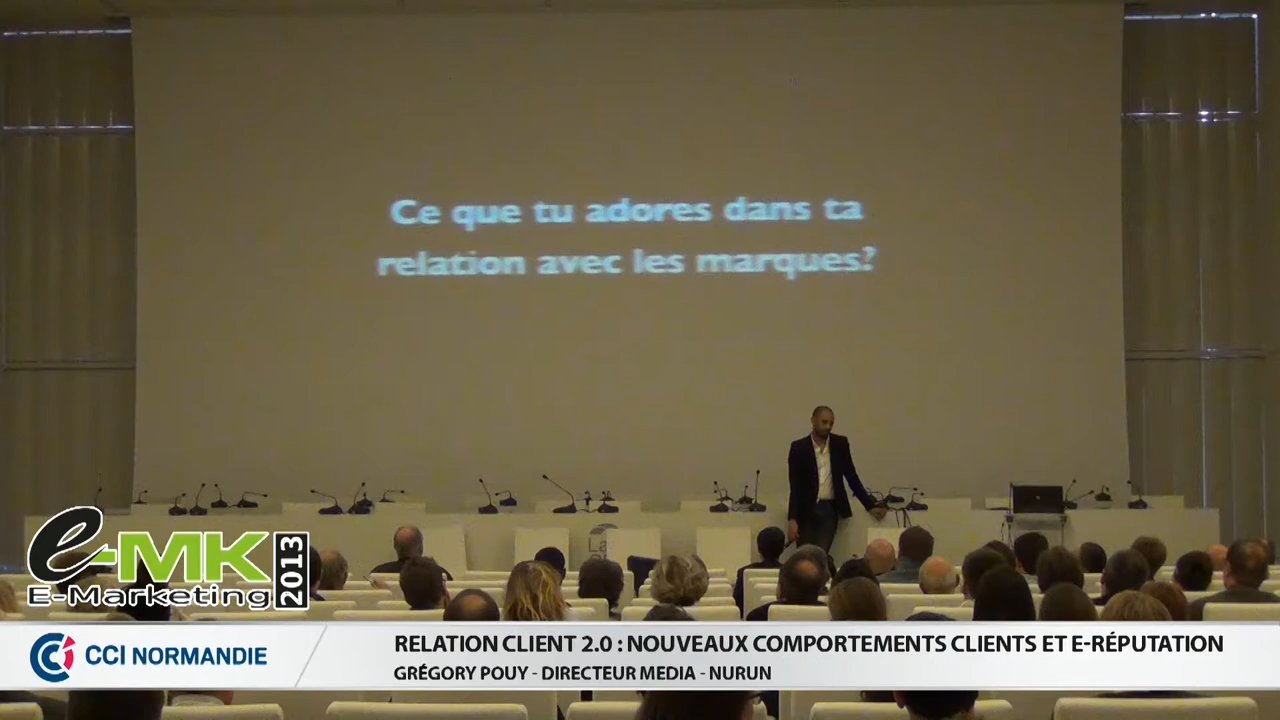 Ce que tu adores dans ta
relation avec les marques?
e-MK
E-Marketing
2013
CCI NORMANDIE
RELATION CLIENT 2.0 : NOUVEAUX COMPORTEMENTS CLIENTS ET E-RÉPUTATION
GRÉGORY POUY - DIRECTEUR MEDIA - NURUN